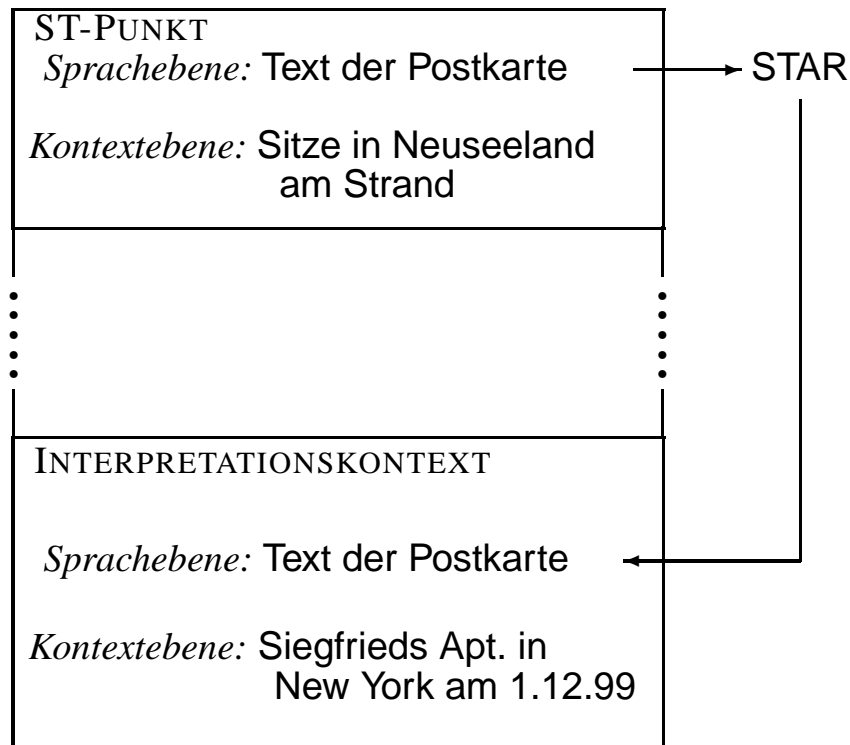 ST-PUNKT
Sprachebene: Text der Postkarte
STAR
Kontextebene: Sitze in Neuseeland
am Strand
INTERPRETATIONSKONTEXT
Sprachebene: Text der Postkarte
Kontextebene: Siegfrieds Apt. in
New York am 1.12.99